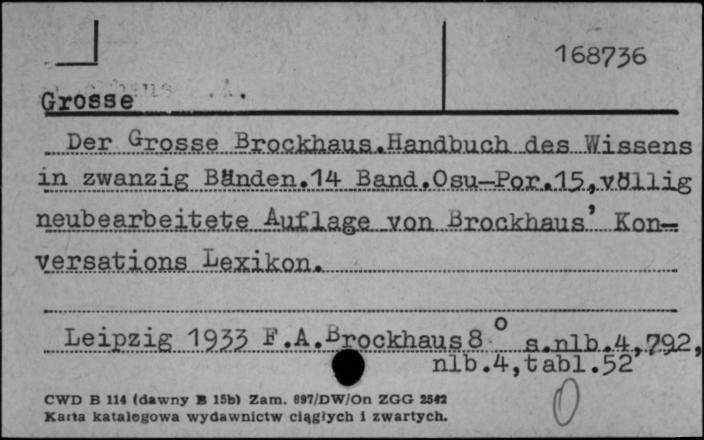 168736
Grosse
Der Grosse Brockhaus.Handbuch des Wissens
in zwanzig Bänden.14 Band.Osu-Por.15.,völlig
neubearbeitete Auflage von Brockhaus' Kon-
versations Lexikon.
Leipzig 1933 F.A.Brockhaus 8° s.nlb.4,792,
nlb.4,tabl.52
CWD B 114 (dawny B 15b) Zam. 897/DW/On ZGG 2542
Karta katalogowa wydawnictw ciągłych i zwartych.